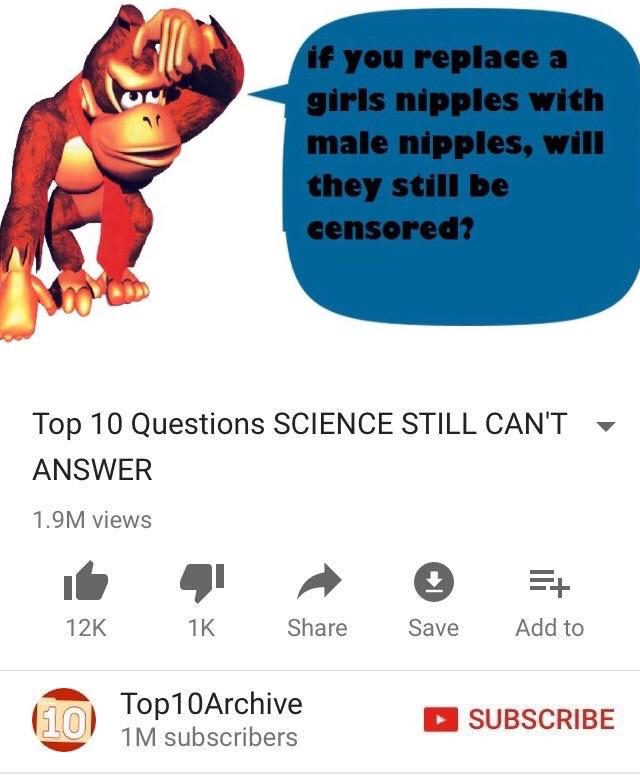 if you replace a
girls nipples with
male nipples, will
they still be
censored?
Top 10 Questions SCIENCE STILL CAN'T
ANSWER
1.9M views
12K 1K Share Save Add to
10 Top10Archive
1M subscribers
SUBSCRIBE